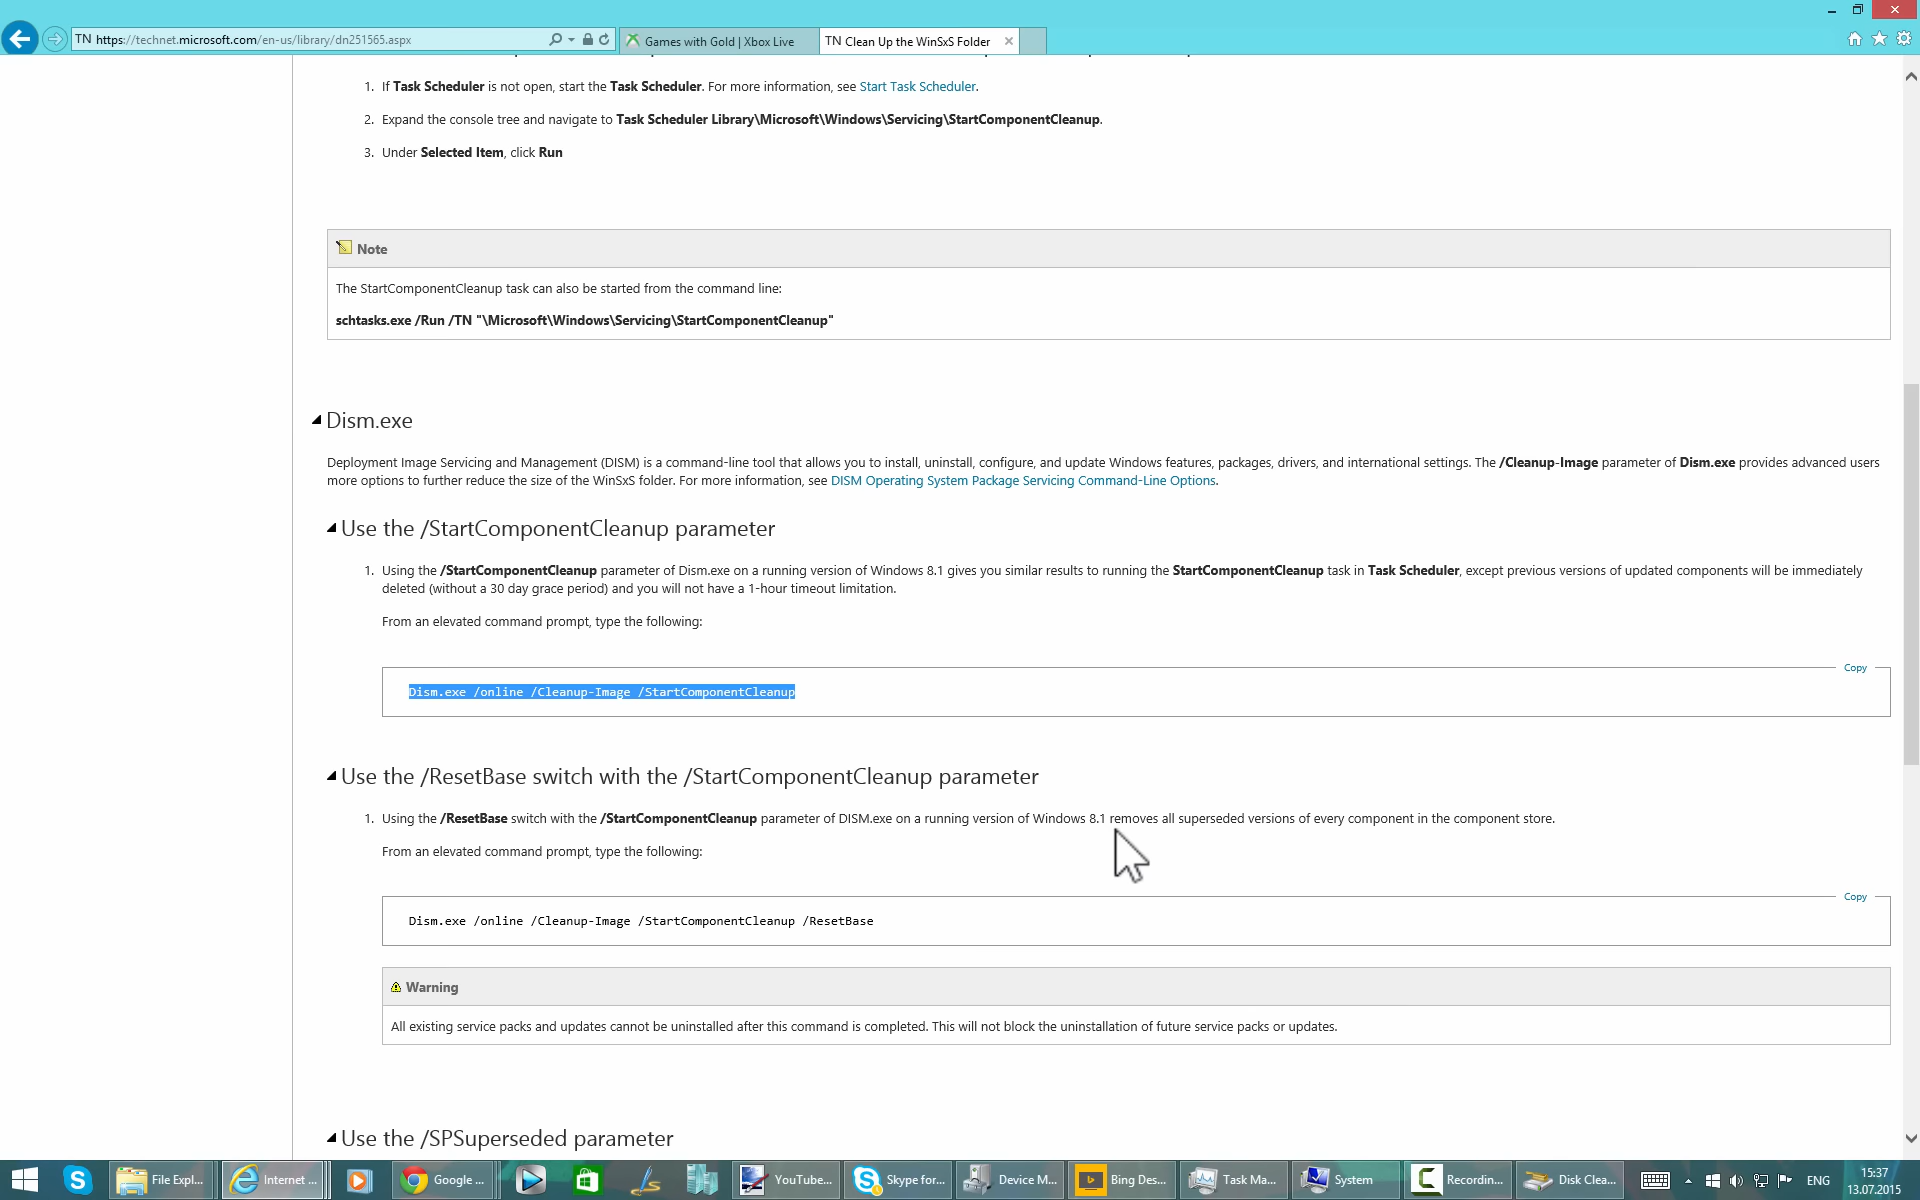 TN https://technet.microsoft.com/en-us/library/dn251565.aspx
Games with Gold | Xbox Live
TN Clean Up the WinSxS Folder
1. If Task Scheduler is not open, start the Task Scheduler. For more information, see Start Task Scheduler.
2. Expand the console tree and navigate to Task Scheduler Library\Microsoft\Windows\Servicing\StartComponentCleanup.
3. Under Selected Item, click Run
Note
The StartComponentCleanup task can also be started from the command line:
schtasks.exe /Run /TN "\Microsoft\Windows\Servicing\StartComponentCleanup"
Dism.exe
Deployment Image Servicing and Management (DISM) is a command-line tool that allows you to install, uninstall, configure, and update Windows features, packages, drivers, and international settings. The /Cleanup-Image parameter of Dism.exe provides advanced users
more options to further reduce the size of the WinSxS folder. For more information, see DISM Operating System Package Servicing Command-Line Options.
Use the /StartComponentCleanup parameter
1. Using the /StartComponentCleanup parameter of Dism.exe on a running version of Windows 8.1 gives you similar results to running the StartComponentCleanup task in Task Scheduler, except previous versions of updated components will be immediately
deleted (without a 30 day grace period) and you will not have a 1-hour timeout limitation.
From an elevated command prompt, type the following:
Copy
Dism.exe /online /Cleanup-Image /StartComponentCleanup
Use the /ResetBase switch with the /StartComponentCleanup parameter
1. Using the /ResetBase switch with the /StartComponentCleanup parameter of DISM.exe on a running version of Windows 8.1 removes all superseded versions of every component in the component store.
From an elevated command prompt, type the following:
Copy
Dism.exe /online /Cleanup-Image /StartComponentCleanup /ResetBase
Warning
All existing service packs and updates cannot be uninstalled after this command is completed. This will not block the uninstallation of future service packs or updates.
Use the /SPSuperseded parameter
File Expl...
Internet ...
Google ...
YouTube...
Skype for...
Device M...
Bing Des...
Task Ma...
System
Recordin...
Disk Clea...
ENG
15:37
13.07.2015